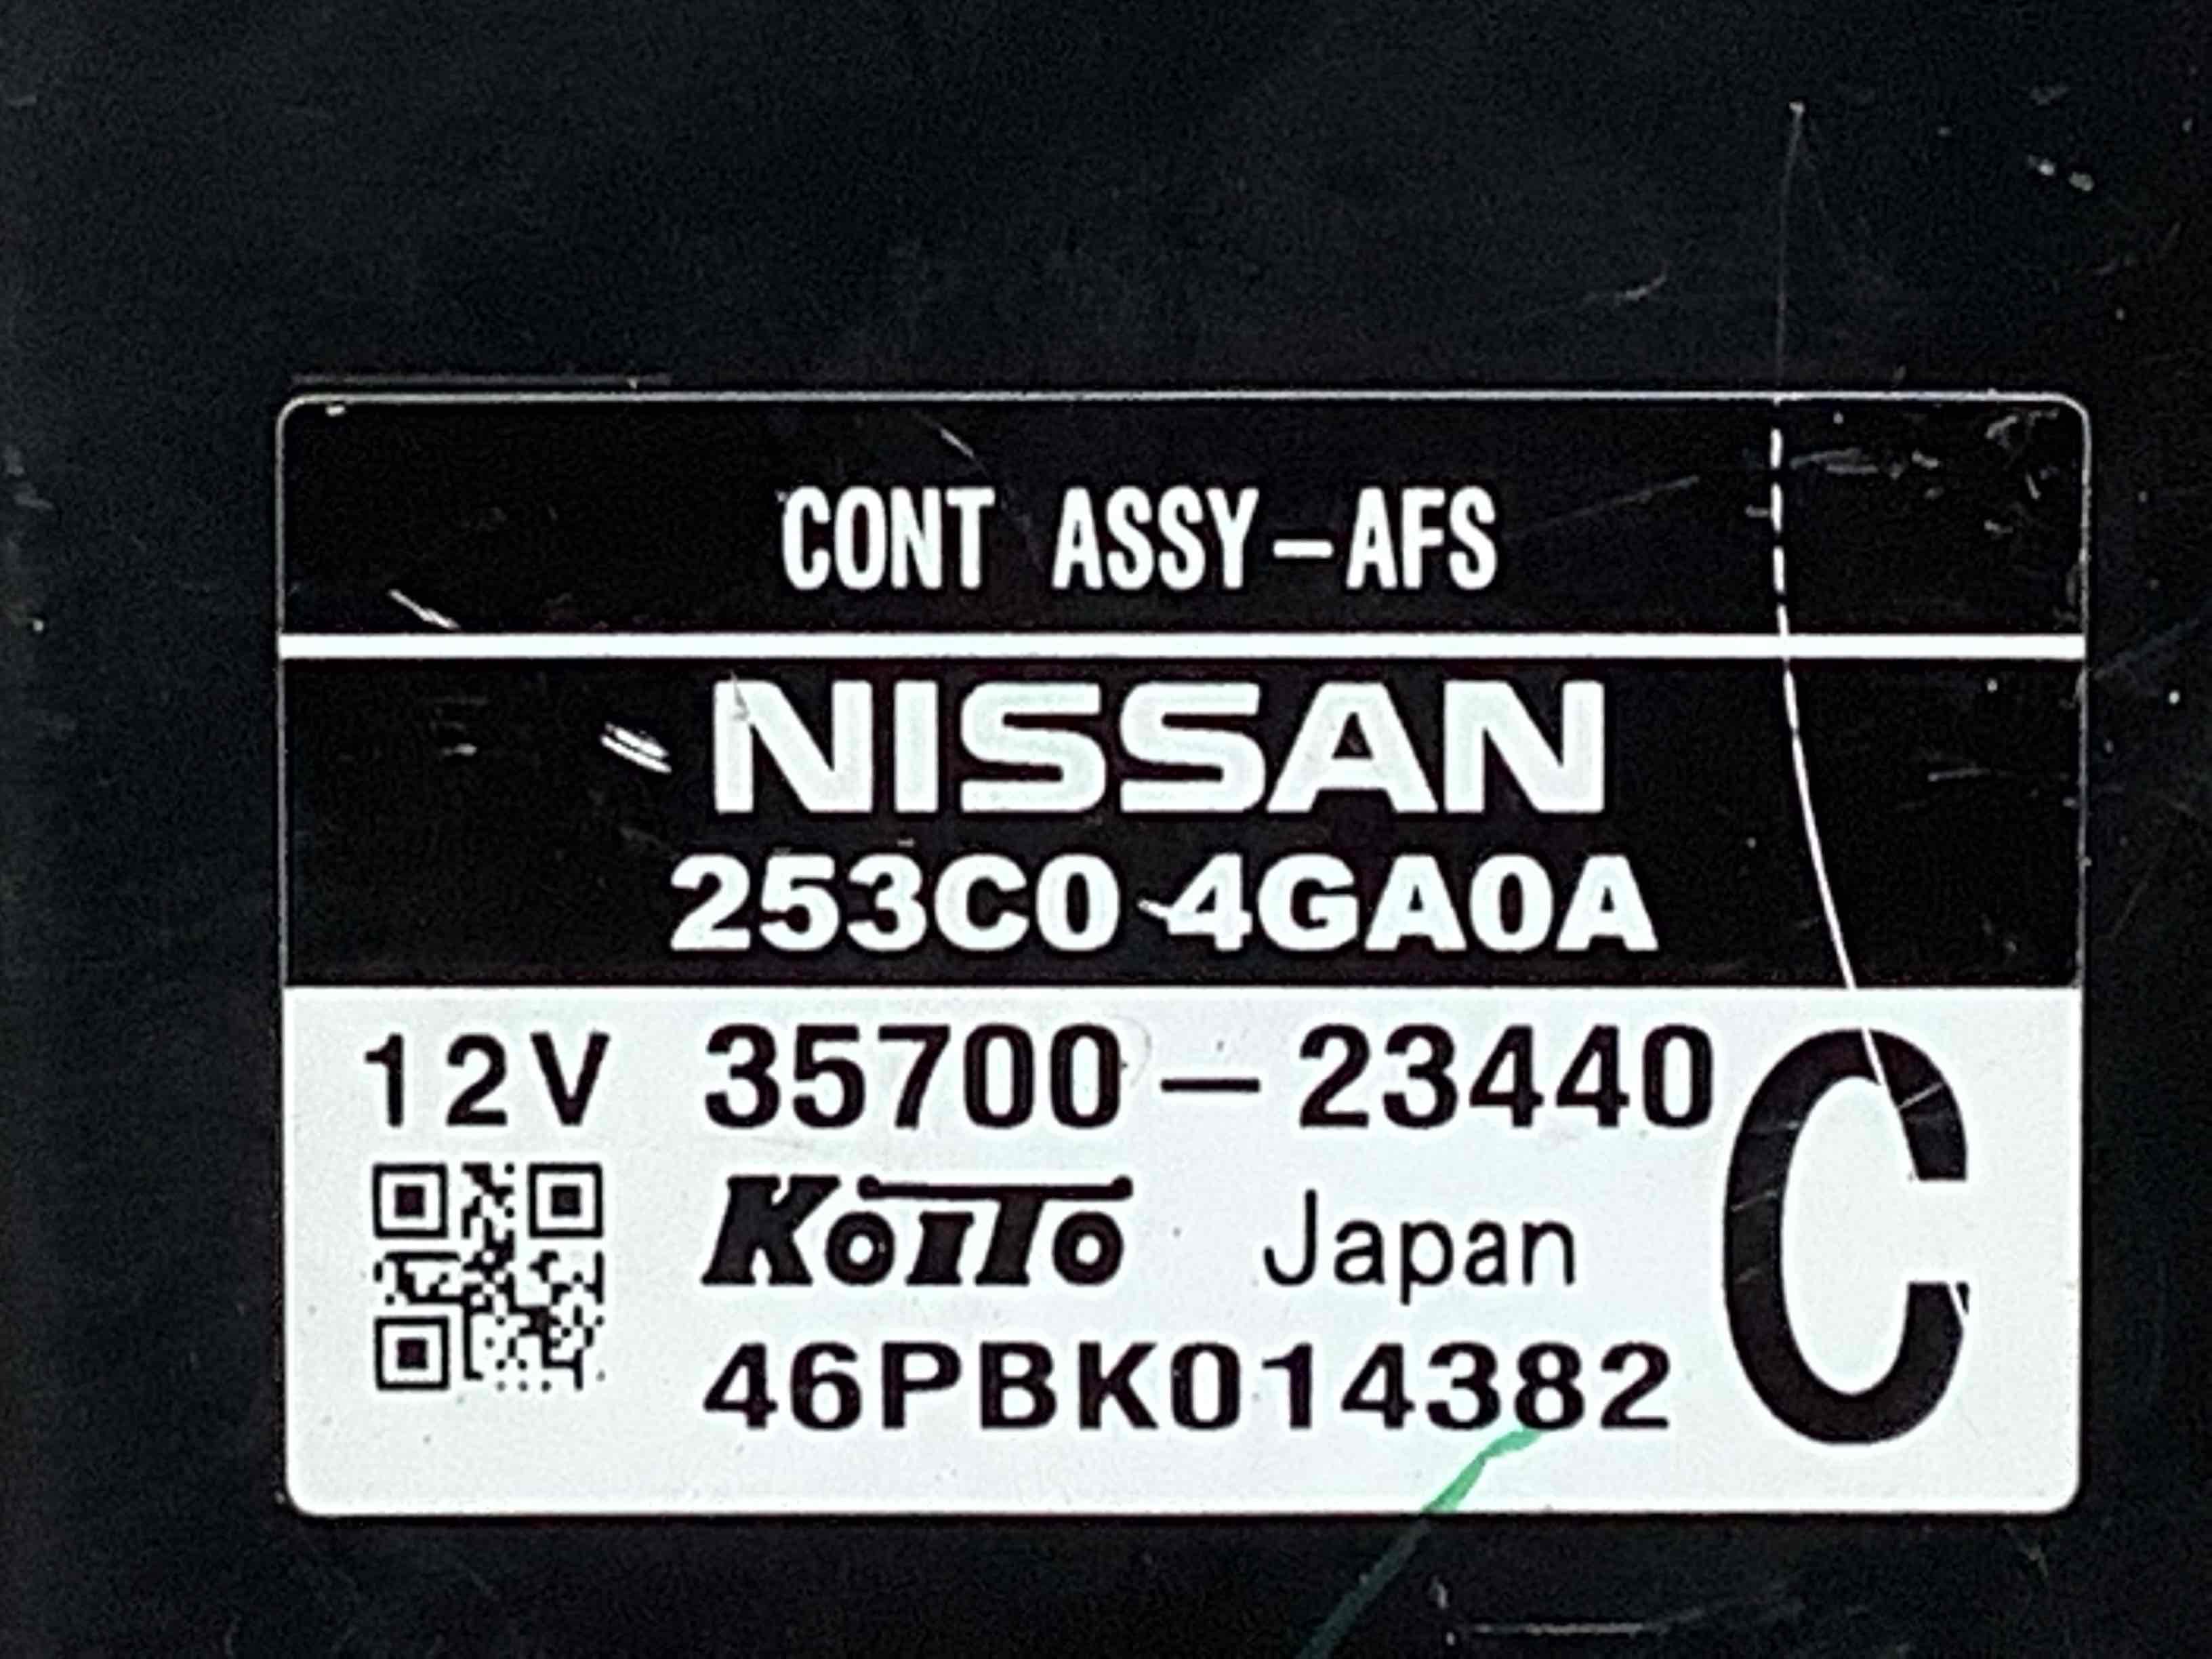 CONT ASSY-AFS
NISSAN
253C0 4GA0A
12V 35700-23440 C
KOITO Japan
46PBK014382